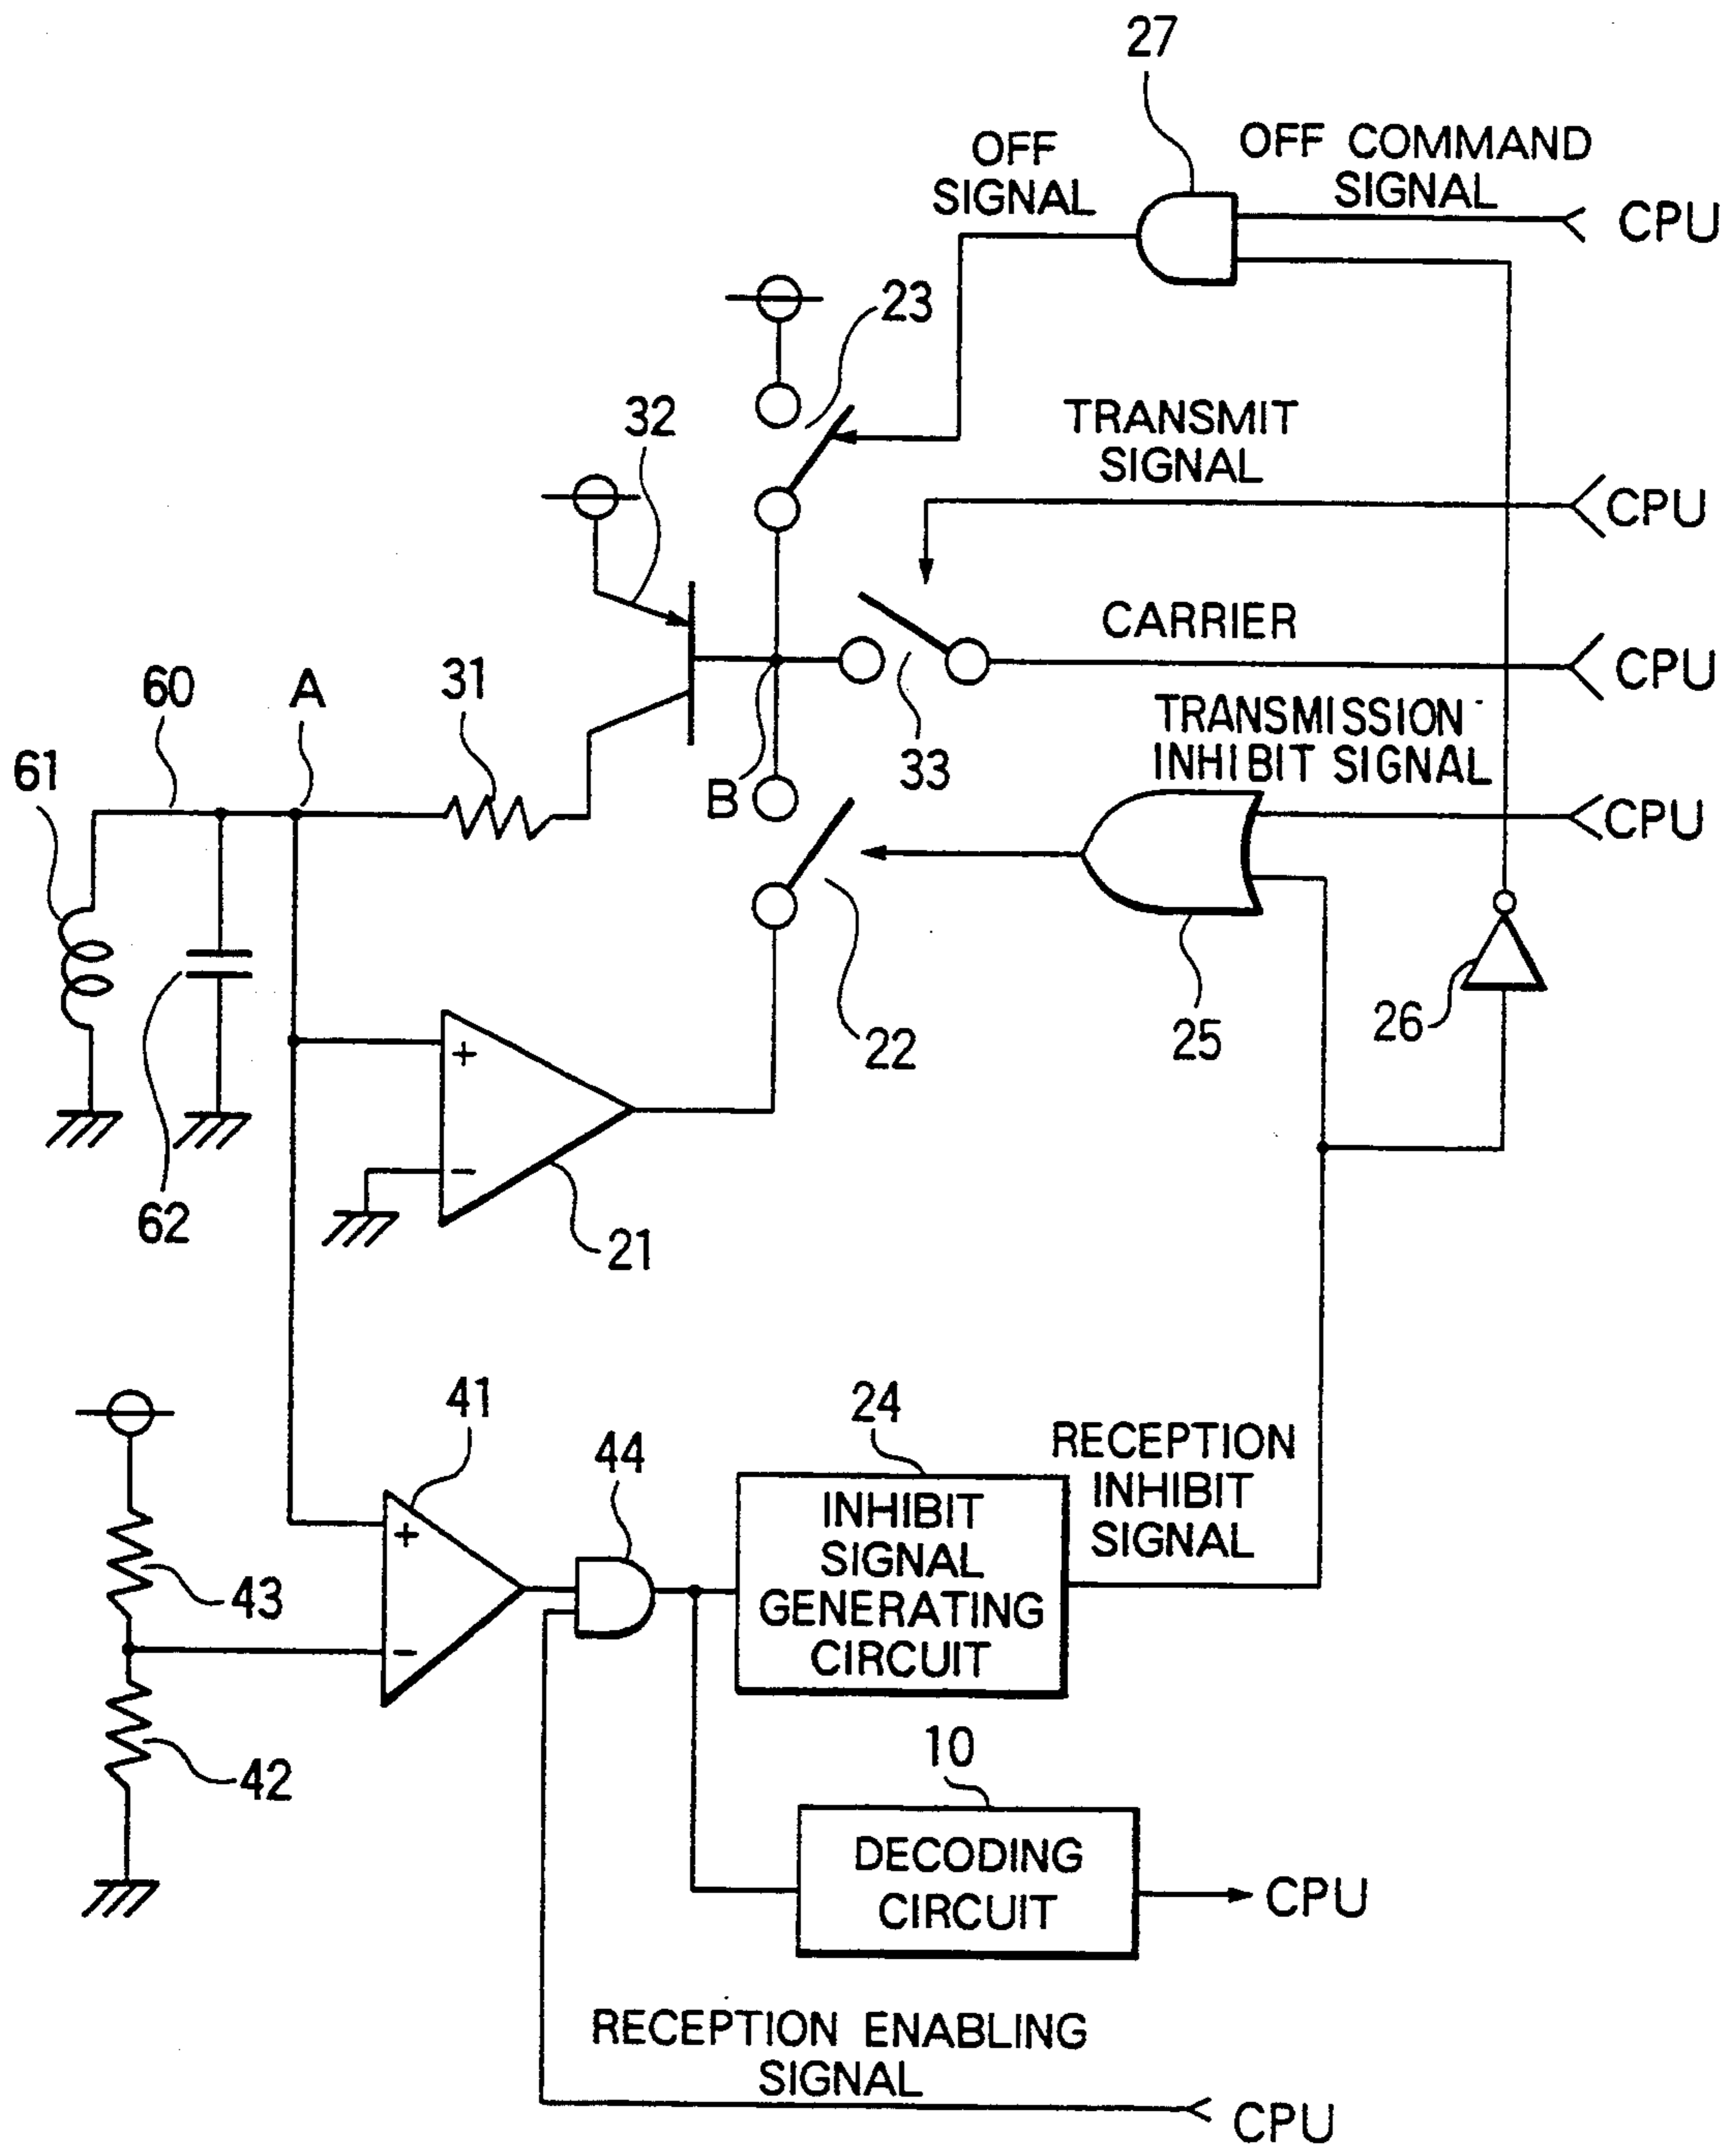 27
OFF
SIGNAL
OFF COMMAND
SIGNAL
CPU
23
32
TRANSMIT
SIGNAL
CPU
CARRIER
CPU
60
A
31
33
TRANSMISSION
INHIBIT SIGNAL
61
B
CPU
22
25
26
+
−
62
21
41
44
24
RECEPTION
INHIBIT
SIGNAL
+
−
INHIBIT
SIGNAL
GENERATING
CIRCUIT
43
42
10
DECODING
CIRCUIT
CPU
RECEPTION ENABLING
SIGNAL
CPU